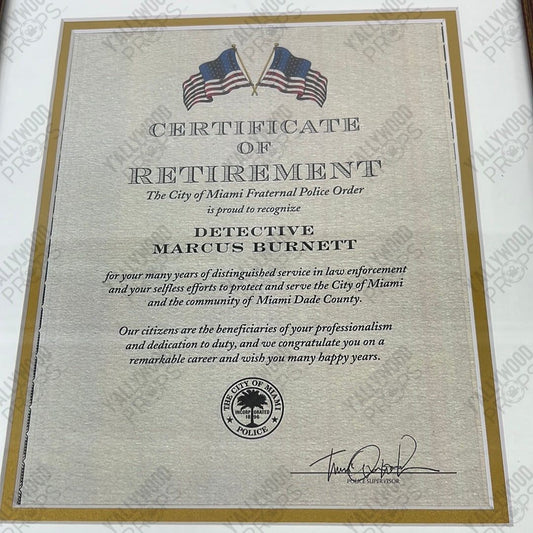 CERTIFICATE
OF
RETIREMENT
The City of Miami Fraternal Police Order
is proud to recognize
DETECTIVE
MARCUS BURNETT
for your many years of distinguished service in law enforcement
and your selfless efforts to protect and serve the City of Miami
and the community of Miami Dade County.
Our citizens are the beneficiaries of your professionalism
and dedication to duty, and we congratulate you on a
remarkable career and wish you many happy years.
THE CITY OF MIAMI
INCORPORATED
18 96
POLICE
POLICE SUPERVISOR
Y'ALLYWOOD
PROPS